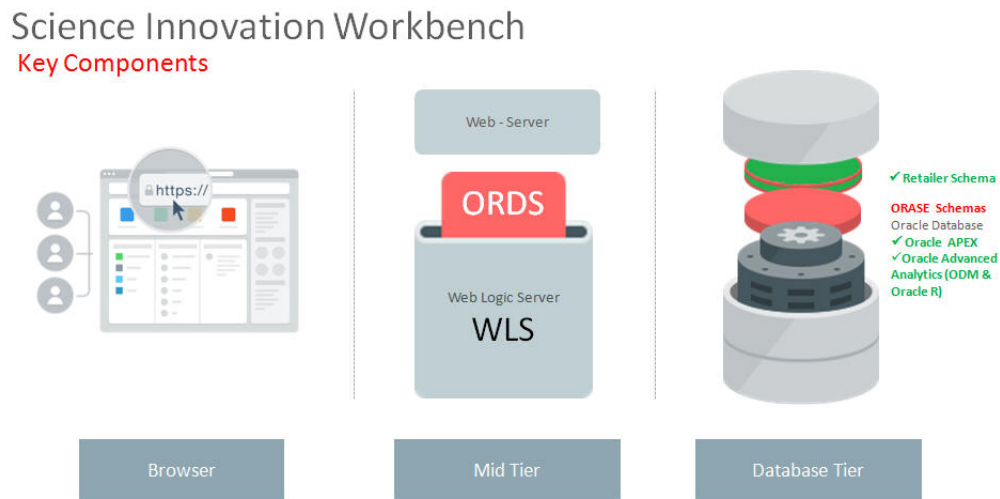 Science Innovation Workbench
Key Components
https://
Web - Server
ORDS
Web Logic Server
WLS
✓ Retailer Schema
ORASE Schemas
Oracle Database
✓ Oracle APEX
✓Oracle Advanced
Analytics (ODM &
Oracle R)
Browser
Mid Tier
Database Tier